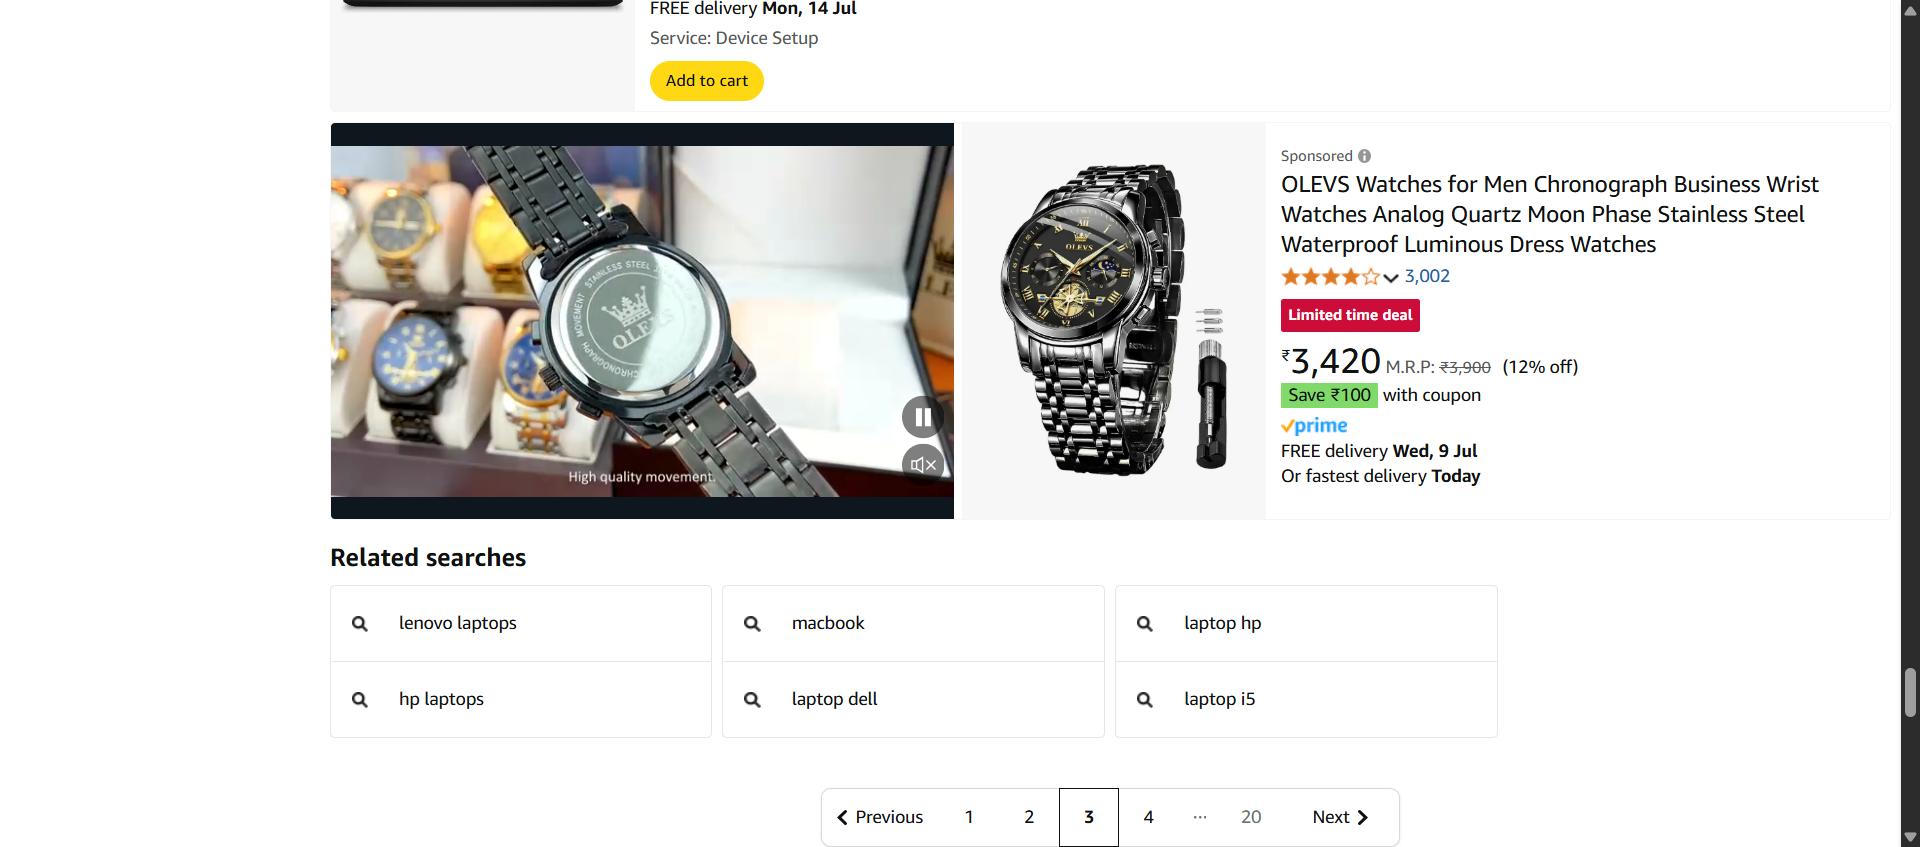 FREE delivery Mon, 14 Jul
Service: Device Setup
Add to cart
STAINLESS STEEL
MOVEMENT
OLEVS
CHRONOGRAPH
High quality movement.
OLEVS
Sponsored
OLEVS Watches for Men Chronograph Business Wrist
Watches Analog Quartz Moon Phase Stainless Steel
Waterproof Luminous Dress Watches
3,002
Limited time deal
₹3,420 M.R.P: ₹3,900 (12% off)
Save ₹100 with coupon
prime
FREE delivery Wed, 9 Jul
Or fastest delivery Today
Related searches
lenovo laptops
macbook
laptop hp
hp laptops
laptop dell
laptop i5
Previous 1 2 3 4 ... 20 Next